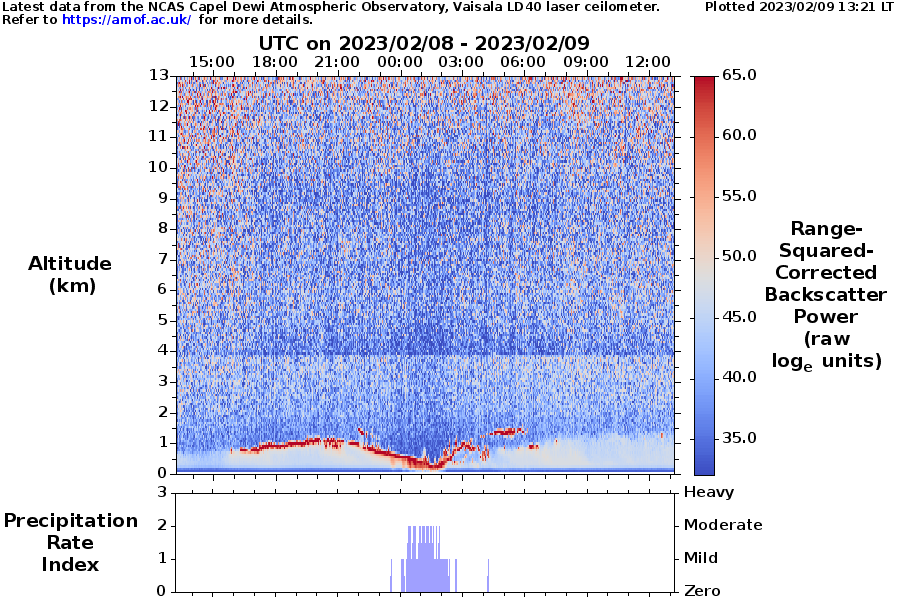 Latest data from the NCAS Capel Dewi Atmospheric Observatory, Vaisala LD40 laser ceilometer. Plotted 2023/02/09 13:21 LT
Refer to https://amof.ac.uk/ for more details.
UTC on 2023/02/08 - 2023/02/09
15:00 18:00 21:00 00:00 03:00 06:00 09:00 12:00
13
12
11
10
9
8
7
6
5
4
3
2
1
0
Altitude
(km)
65.0
60.0
55.0
50.0
45.0
40.0
35.0
Range-
Squared-
Corrected
Backscatter
Power
(raw
logₑ units)
3
2
1
0
Precipitation
Rate
Index
Heavy
Moderate
Mild
Zero